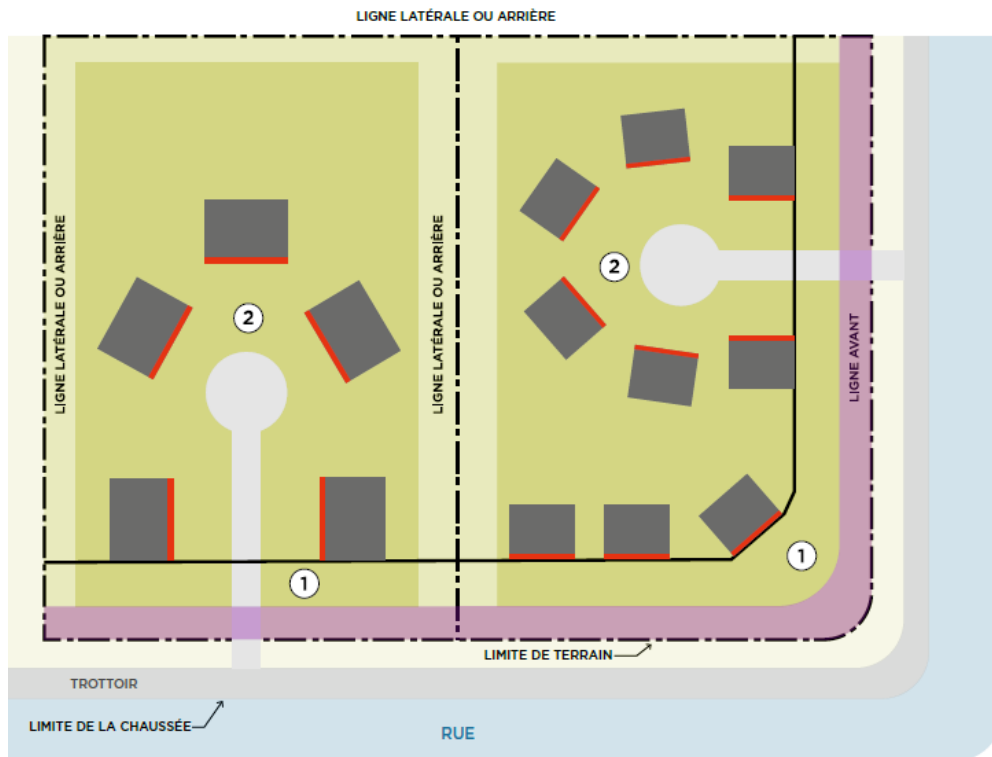 LIGNE LATÉRALE OU ARRIÈRE
LIGNE LATÉRALE OU ARRIÈRE
2
1
LIGNE LATÉRALE OU ARRIÈRE
2
LIGNE AVANT
1
LIMITE DE TERRAIN
TROTTOIR
LIMITE DE LA CHAUSSÉE
RUE